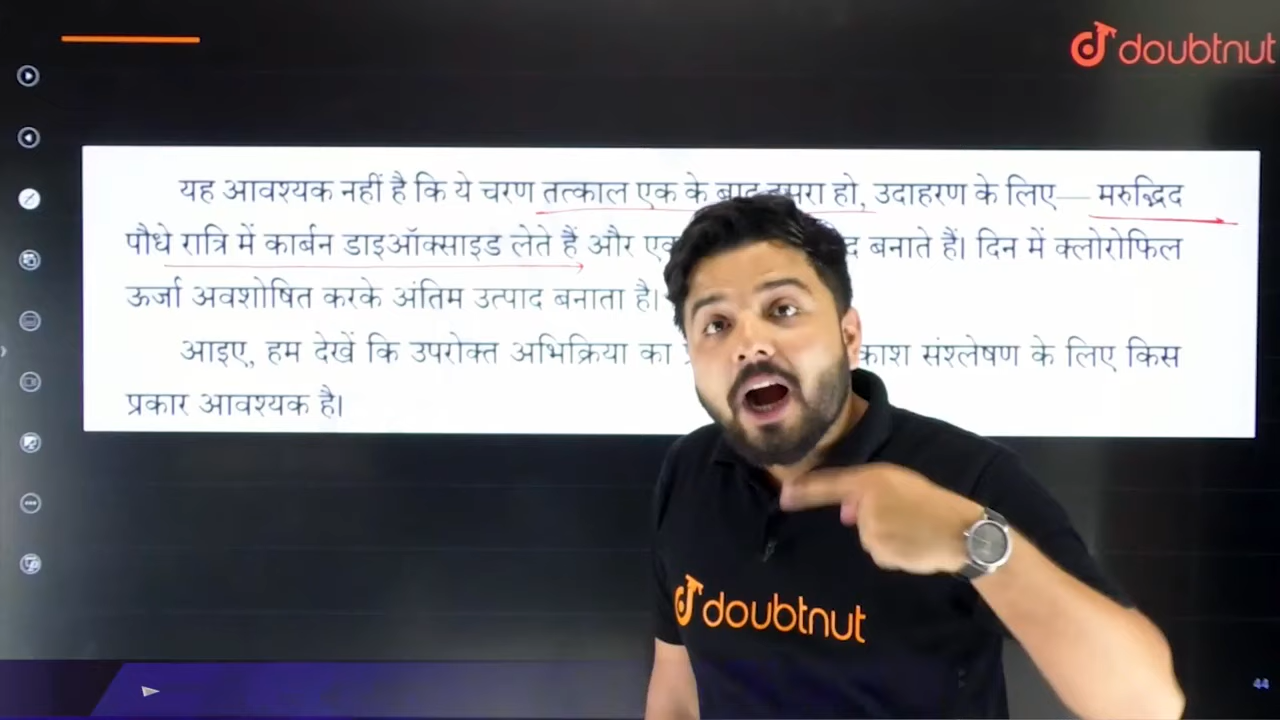 doubtnut
यह आवश्यक नहीं है कि ये चरण तत्काल एक के बाद दूसरा हो, उदाहरण के लिए— मरुद्भिद
पौधे रात्रि में कार्बन डाइऑक्साइड लेते हैं और बनाते हैं। दिन में क्लोरोफिल
ऊर्जा अवशोषित करके अंतिम उत्पाद बनाता है।
आइए, हम देखें कि उपरोक्त अभिक्रिया का संश्लेषण के लिए किस
प्रकार आवश्यक है।
doubtnut
44